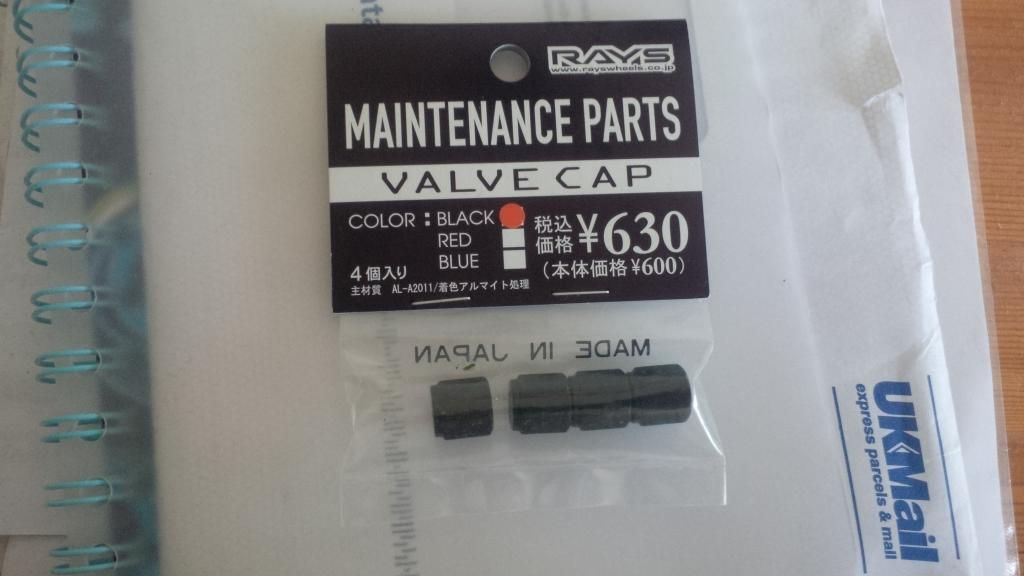 RAYS
www.rayswheels.co.jp
MAINTENANCE PARTS
VALVE CAP
COLOR : BLACK
RED
BLUE
税込
価格 ¥630
(本体価格¥600)
4個入り
主材質 AL-A2011/着色アルマイト処理
MADE IN JAPAN
UKMail
express parcels & mail